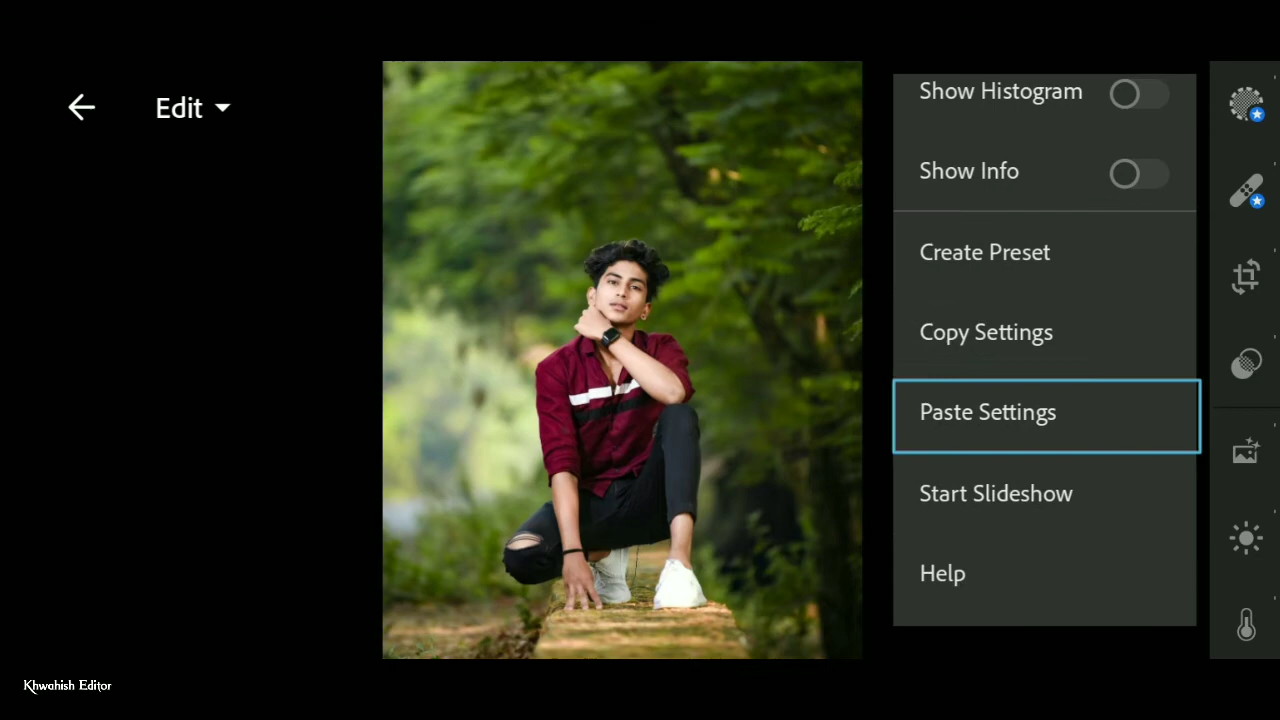 Edit
Show Histogram
Show Info
Create Preset
Copy Settings
Paste Settings
Start Slideshow
Help
Khwahish Editor